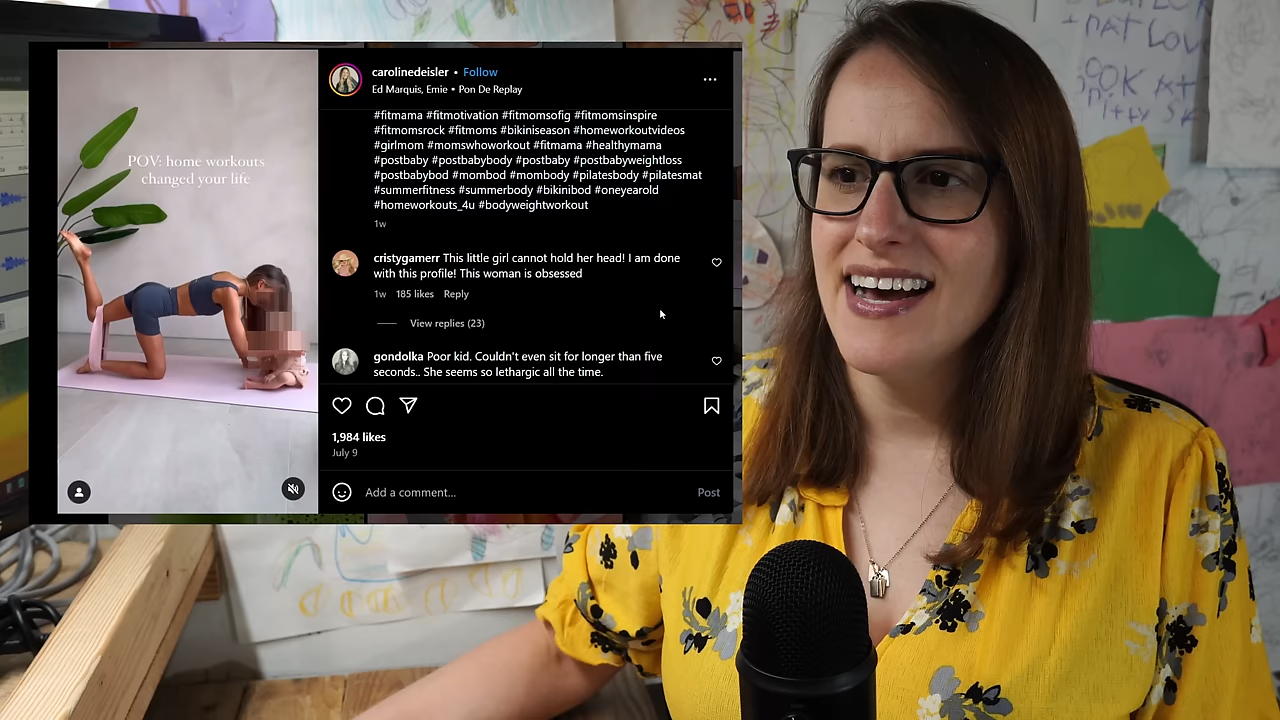 carolinedeisler • Follow
Ed Marquis, Emie • Pon De Replay
POV: home workouts
changed your life
#fitmama #fitmotivation #fitmomsofig #fitmomsinspire
#fitmomsrock #fitmoms #bikiniseason #homeworkoutvideos
#girlmom #momswhoworkout #fitmama #healthymama
#postbaby #postbabybody #postbaby #postbabyweightloss
#postbabybod #mombod #mombody #pilatesbody #pilatesmat
#summerfitness #summerbody #bikinibod #oneyearold
#homeworkouts_4u #bodyweightworkout
1w
cristygamerr This little girl cannot hold her head! I am done
with this profile! This woman is obsessed
1w 185 likes Reply
View replies (23)
gondolka Poor kid. Couldn't even sit for longer than five
seconds.. She seems so lethargic all the time.
1,984 likes
July 9
Add a comment... Post
PAT LOV